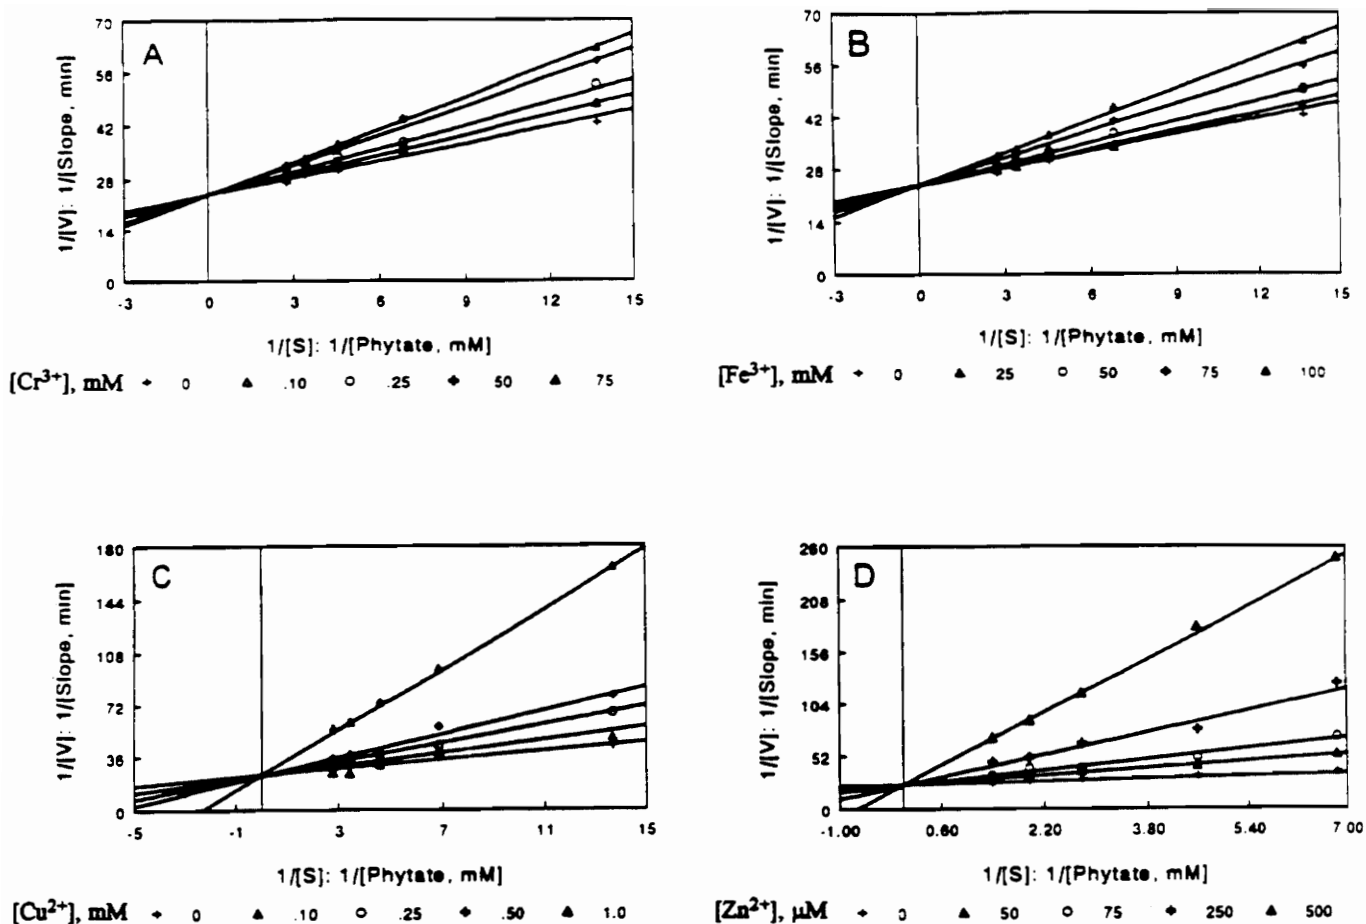 A
70
56
42
28
14
0
1/[V]: 1/[Slope, min]
-3 0 3 6 9 12 15
1/[S]: 1/[Phytate, mM]
[Cr3+], mM 0 .10 .25 50 75
B
70
56
42
28
14
0
1/[V]: 1/[Slope, min]
-3 0 3 6 9 12 15
1/[S]: 1/[Phytate, mM]
[Fe3+], mM 0 25 50 75 100
C
180
144
108
72
36
0
1/[V]: 1/[Slope, min]
-5 -1 3 7 11 15
1/[S]: 1/[Phytate, mM]
[Cu2+], mM 0 .10 .25 .50 1.0
D
260
208
156
104
52
0
1/[V]: 1/[Slope, min]
-1.00 0.60 2.20 3.80 5.40 7 00
1/[S]: 1/[Phytate, mM]
[Zn2+], µM 0 50 75 250 500